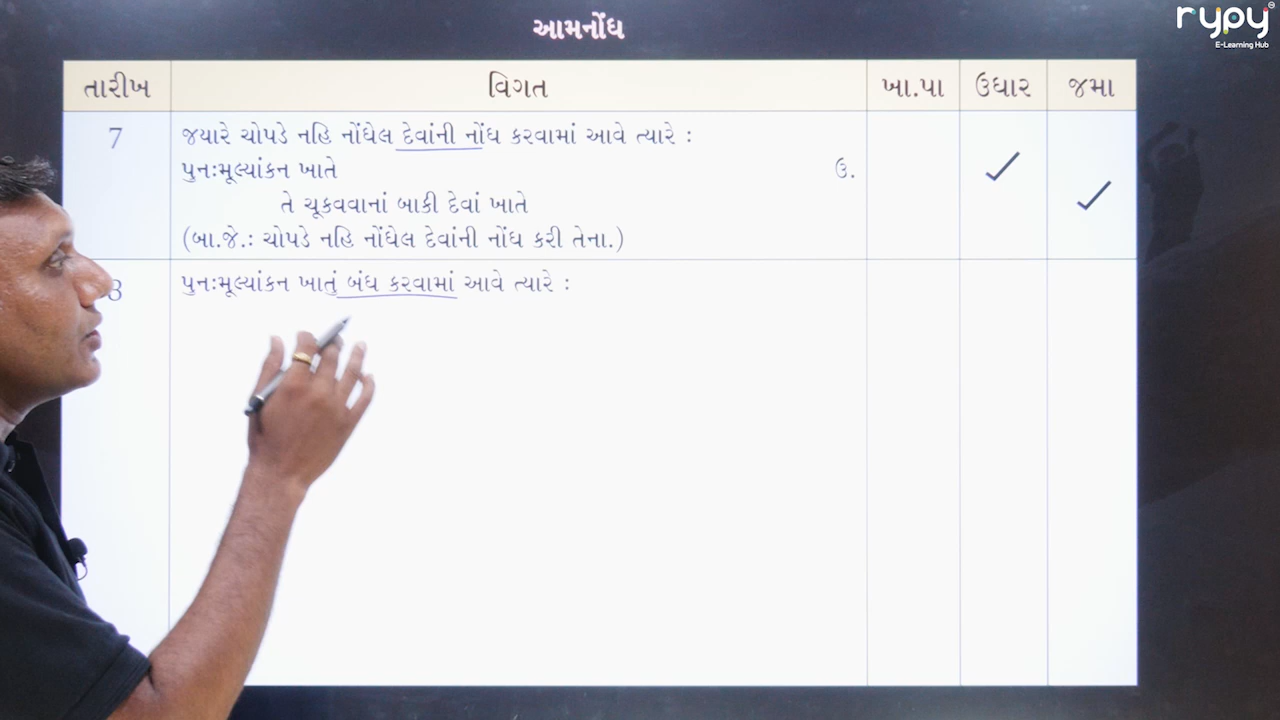 આમનોંધ
rypy
E-Learning Hub
તારીખ વિગત ખા.પા ઉધાર જમા
7 જયારે ચોપડે નહિ નોંધેલ દેવાંની નોંધ કરવામાં આવે ત્યારે :
પુનઃમૂલ્યાંકન ખાતે ઉ.
તે ચૂકવવાનાં બાકી દેવાં ખાતે
(બા.જે.: ચોપડે નહિ નોંધેલ દેવાંની નોંધ કરી તેના.)
પુનઃમૂલ્યાંકન ખાતું બંધ કરવામાં આવે ત્યારે :